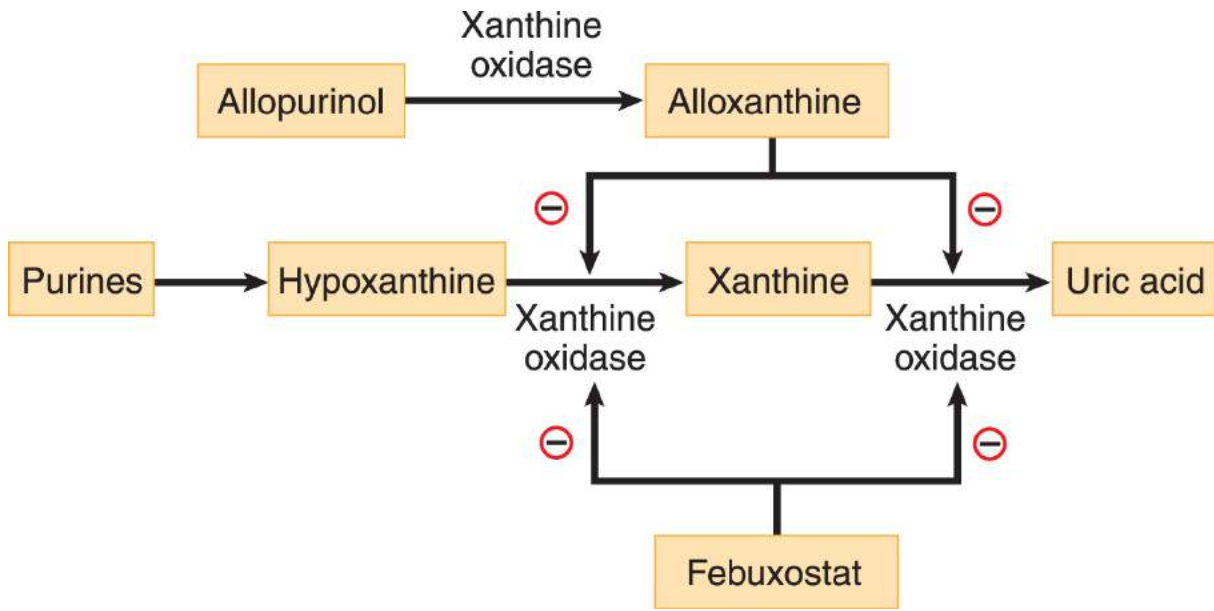 Xanthine
oxidase
Allopurinol
Alloxanthine
Purines
Hypoxanthine
Xanthine
Uric acid
Xanthine
oxidase
Xanthine
oxidase
Febuxostat